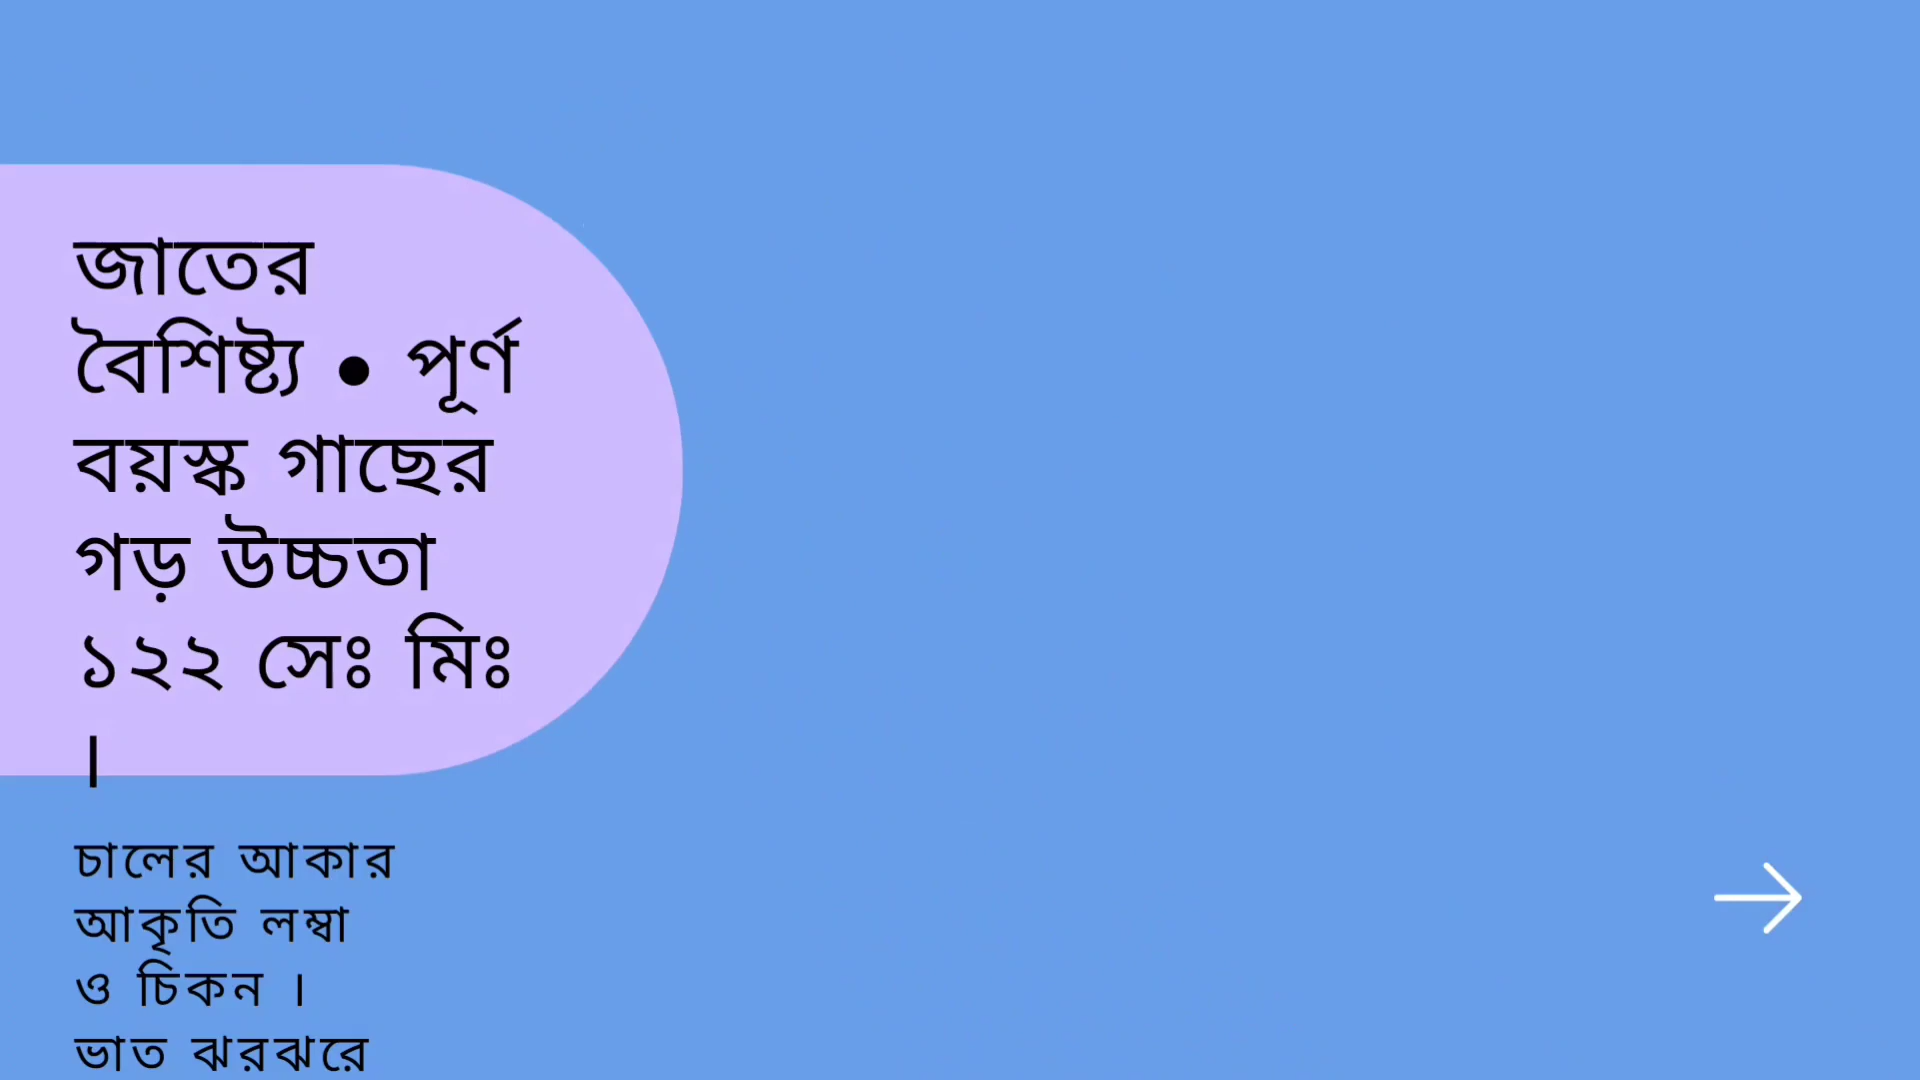 জাতের
বৈশিষ্ট্য • পূর্ণ
বয়স্ক গাছের
গড় উচ্চতা
১২২ সেঃ মিঃ
।
চালের আকার
আকৃতি লম্বা
ও চিকন ।
ভাত ঝরঝরে